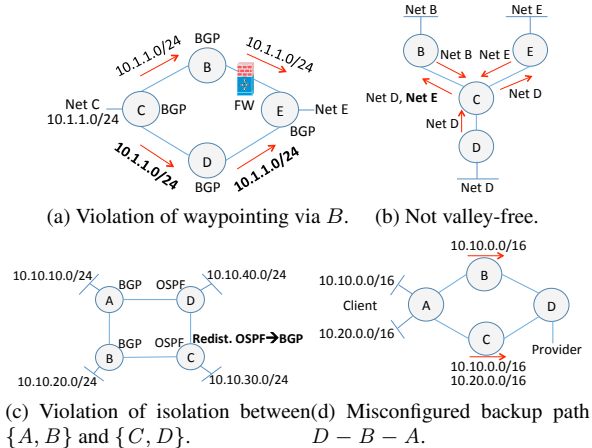 BGP
10.1.1.0/24
10.1.1.0/24
B
Net C
10.1.1.0/24
C
BGP
FW
E
Net E
BGP
10.1.1.0/24
D
10.1.1.0/24
BGP
(a) Violation of waypointing via B.
Net B
Net E
B
Net B
Net E
E
C
Net D, Net E
Net D
Net D
D
Net D
(b) Not valley-free.
10.10.10.0/24
BGP
OSPF
10.10.40.0/24
A
D
BGP
OSPF
Redist. OSPF→BGP
B
C
10.10.20.0/24
10.10.30.0/24
(c) Violation of isolation between
{A, B} and {C, D}.
10.10.0.0/16
10.10.0.0/16
B
Client
A
D
10.20.0.0/16
C
Provider
10.10.0.0/16
10.20.0.0/16
(d) Misconfigured backup path
D − B − A.